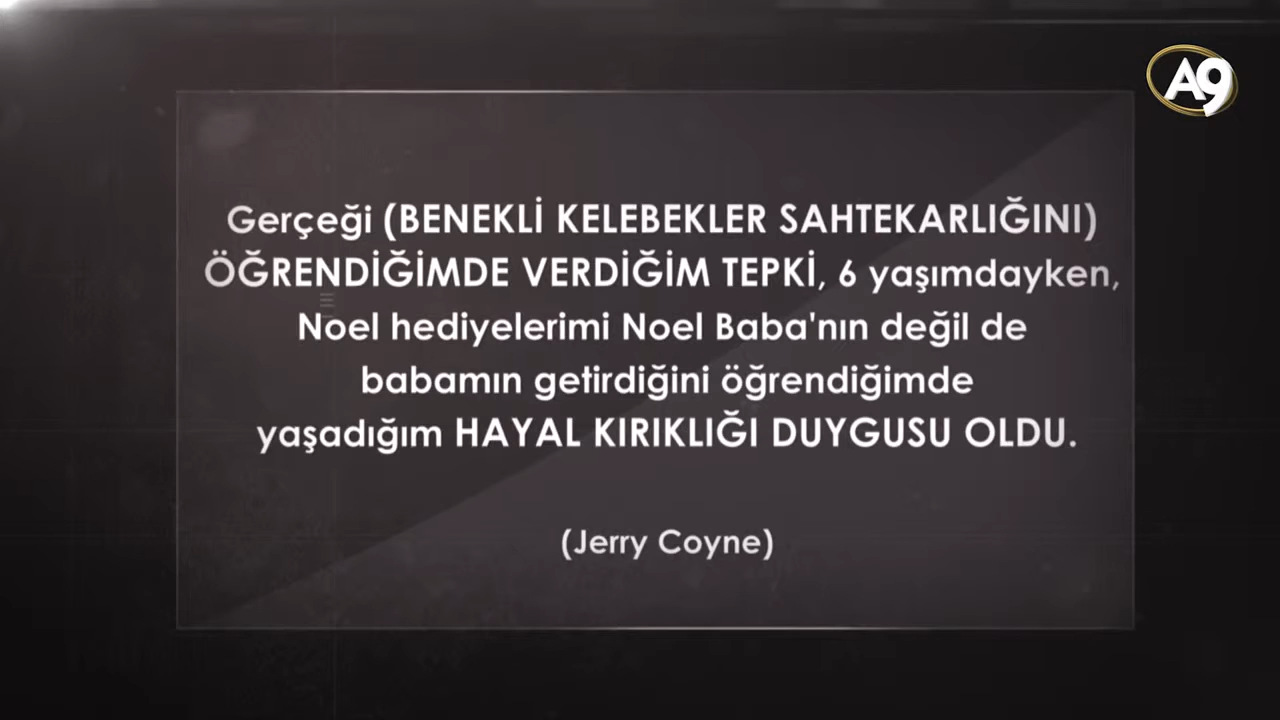 A9
Gerçeği (BENEKLİ KELEBEKLER SAHTEKARLIĞINI)
ÖĞRENDİĞİMDE VERDİĞİM TEPKİ, 6 yaşımdayken,
Noel hediyelerimi Noel Baba'nın değil de
babamın getirdiğini öğrendiğimde
yaşadığım HAYAL KIRIKLIĞI DUYGUSU OLDU.
(Jerry Coyne)